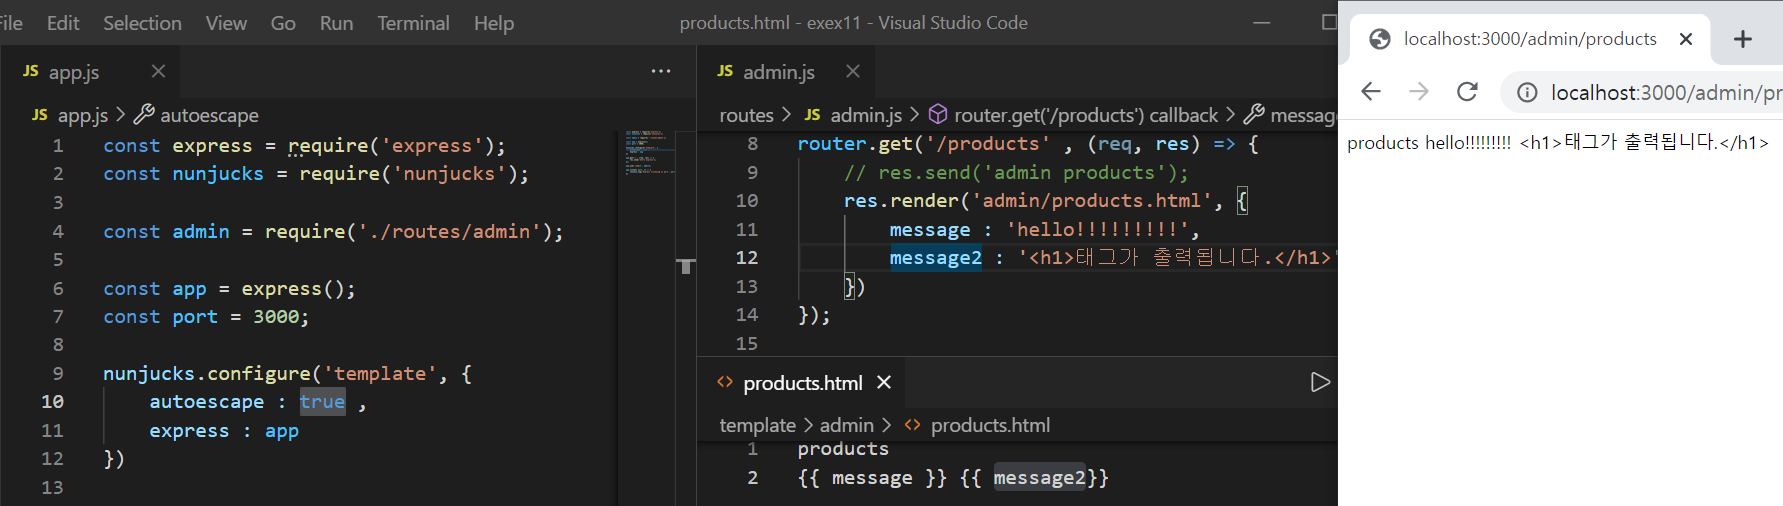 File Edit Selection View Go Run Terminal Help products.html - exex11 - Visual Studio Code
JS app.js
JS app.js > autoescape
1 const express = require('express');
2 const nunjucks = require('nunjucks');
3
4 const admin = require('./routes/admin');
5
6 const app = express();
7 const port = 3000;
8
9 nunjucks.configure('template', {
10 autoescape : true ,
11 express : app
12 })
13
JS admin.js
routes > JS admin.js > router.get('/products') callback > message
8 router.get('/products' , (req, res) => {
9 // res.send('admin products');
10 res.render('admin/products.html', {
11 message : 'hello!!!!!!!!!',
12 message2 : '<h1>태그가 출력됩니다.</h1>'
13 })
14 });
15
products.html
template > admin > products.html
1 products
2 {{ message }} {{ message2}}
localhost:3000/admin/products
localhost:3000/admin/pr
products hello!!!!!!!!! <h1>태그가 출력됩니다.</h1>